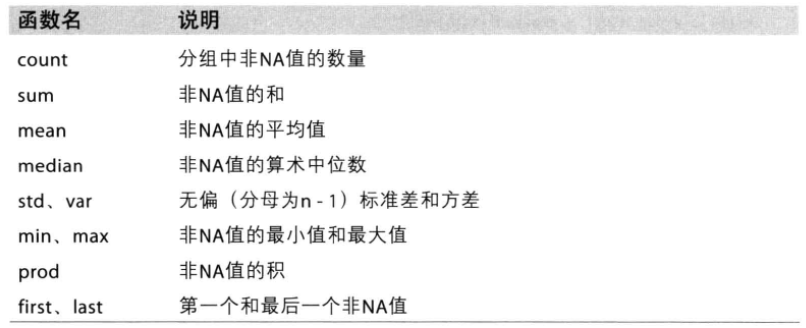 函数名 说明
count 分组中非NA值的数量
sum 非NA值的和
mean 非NA值的平均值
median 非NA值的算术中位数
std、var 无偏（分母为n - 1）标准差和方差
min、max 非NA值的最小值和最大值
prod 非NA值的积
first、last 第一个和最后一个非NA值